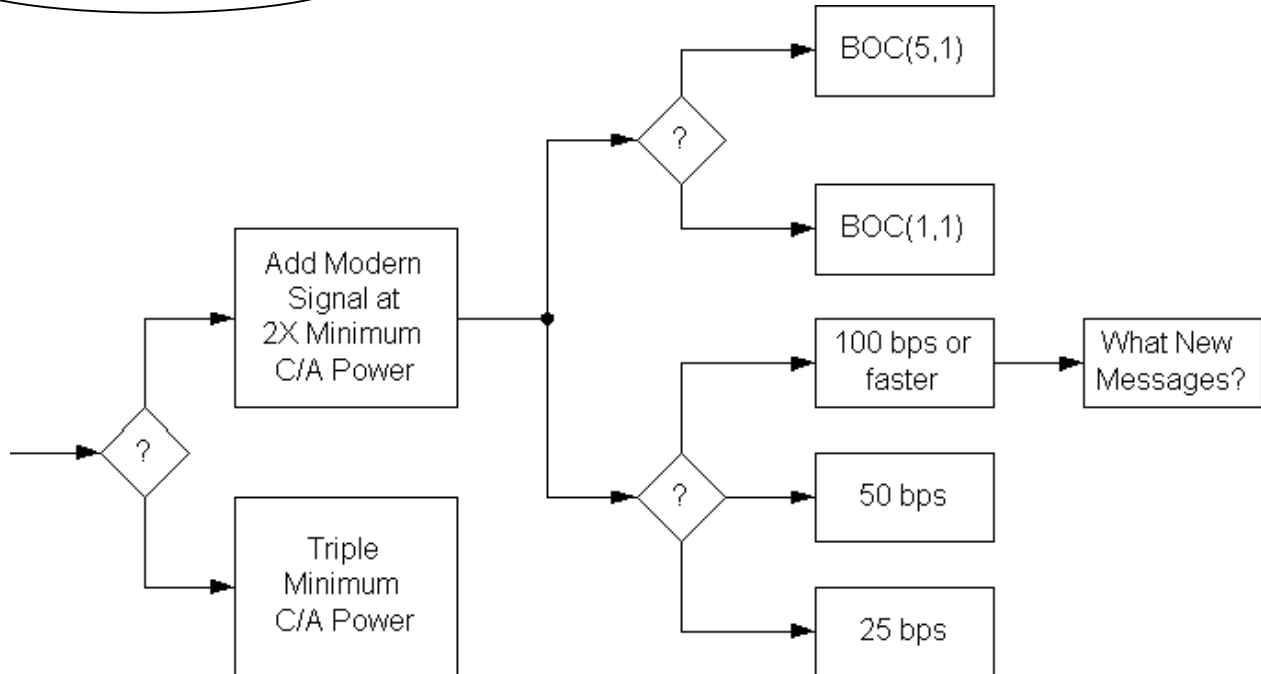 BOC(5,1)
?
BOC(1,1)
Add Modern
Signal at
2X Minimum
C/A Power
100 bps or
faster
What New
Messages?
?
?
50 bps
Triple
Minimum
C/A Power
25 bps